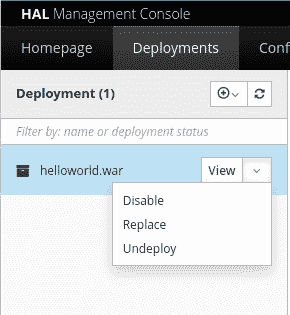 HAL Management Console
Homepage Deployments Conf
Deployment (1)
Filter by: name or deployment status
helloworld.war View
Disable
Replace
Undeploy